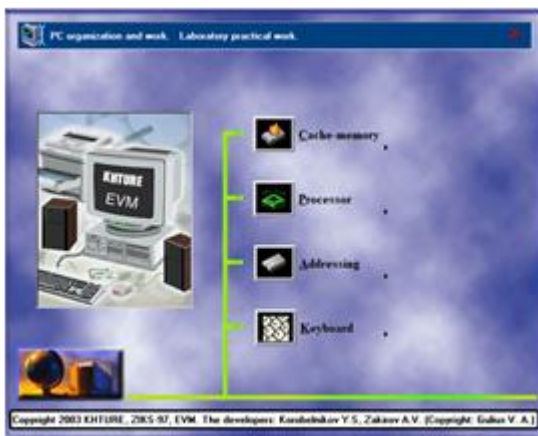 PC organization and work. Laboratory practical work.
KHTURE
EVM
Cache-memory
Processor
Addressing
Keyboard
Copyright 2003 KHTURE, ZIKS-97, EVM. The developers: Korobelnikov Y.S., Zakirov A.V. (Copyright: Gulius V. A.)